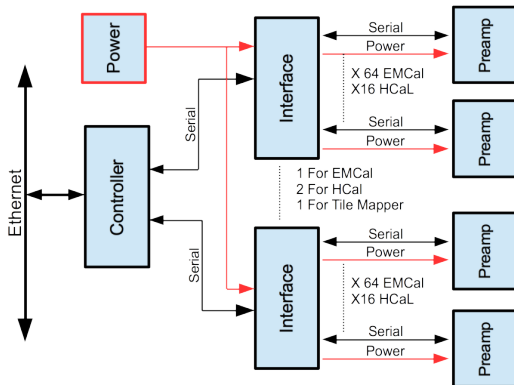 Power
Ethernet
Controller
Serial
Serial
Interface
Serial
Power
Preamp
X 64 EMCal
X16 HCaL
Serial
Power
Preamp
1 For EMCal
2 For HCal
1 For Tile Mapper
Interface
Serial
Power
Preamp
X 64 EMCal
X16 HCaL
Serial
Power
Preamp